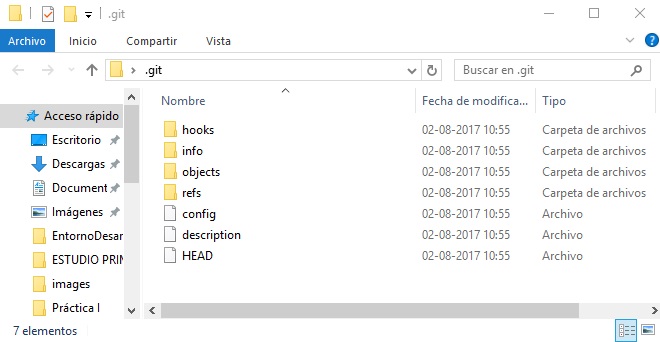 .git
Archivo Inicio Compartir Vista
.git Buscar en .git
Nombre Fecha de modifica... Tipo
Acceso rápido
Escritorio
Descargas
Document
Imágenes
EntornoDesar
ESTUDIO PRIN
images
Práctica I
hooks 02-08-2017 10:55 Carpeta de archivos
info 02-08-2017 10:55 Carpeta de archivos
objects 02-08-2017 10:55 Carpeta de archivos
refs 02-08-2017 10:55 Carpeta de archivos
config 02-08-2017 10:55 Archivo
description 02-08-2017 10:55 Archivo
HEAD 02-08-2017 10:55 Archivo
7 elementos